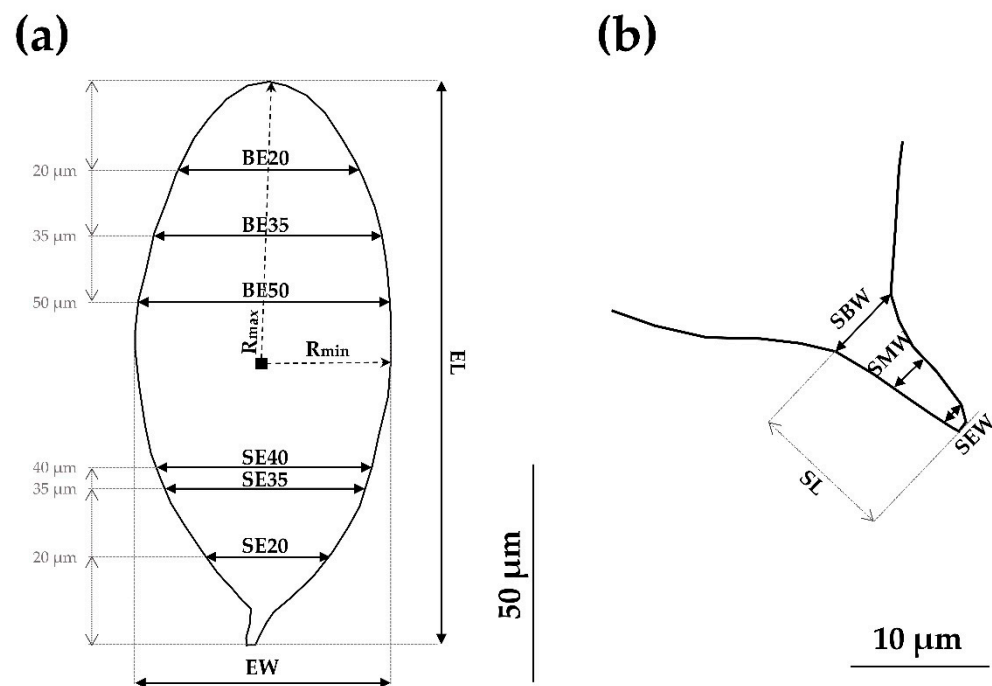 (a)
(b)
BE20
20 µm
BE35
35 µm
BE50
50 µm
Rmax
Rmin
EL
SE40
40 µm
SE35
35 µm
SE20
20 µm
EW
50 µm
SBW
SMW
SEW
SL
10 µm